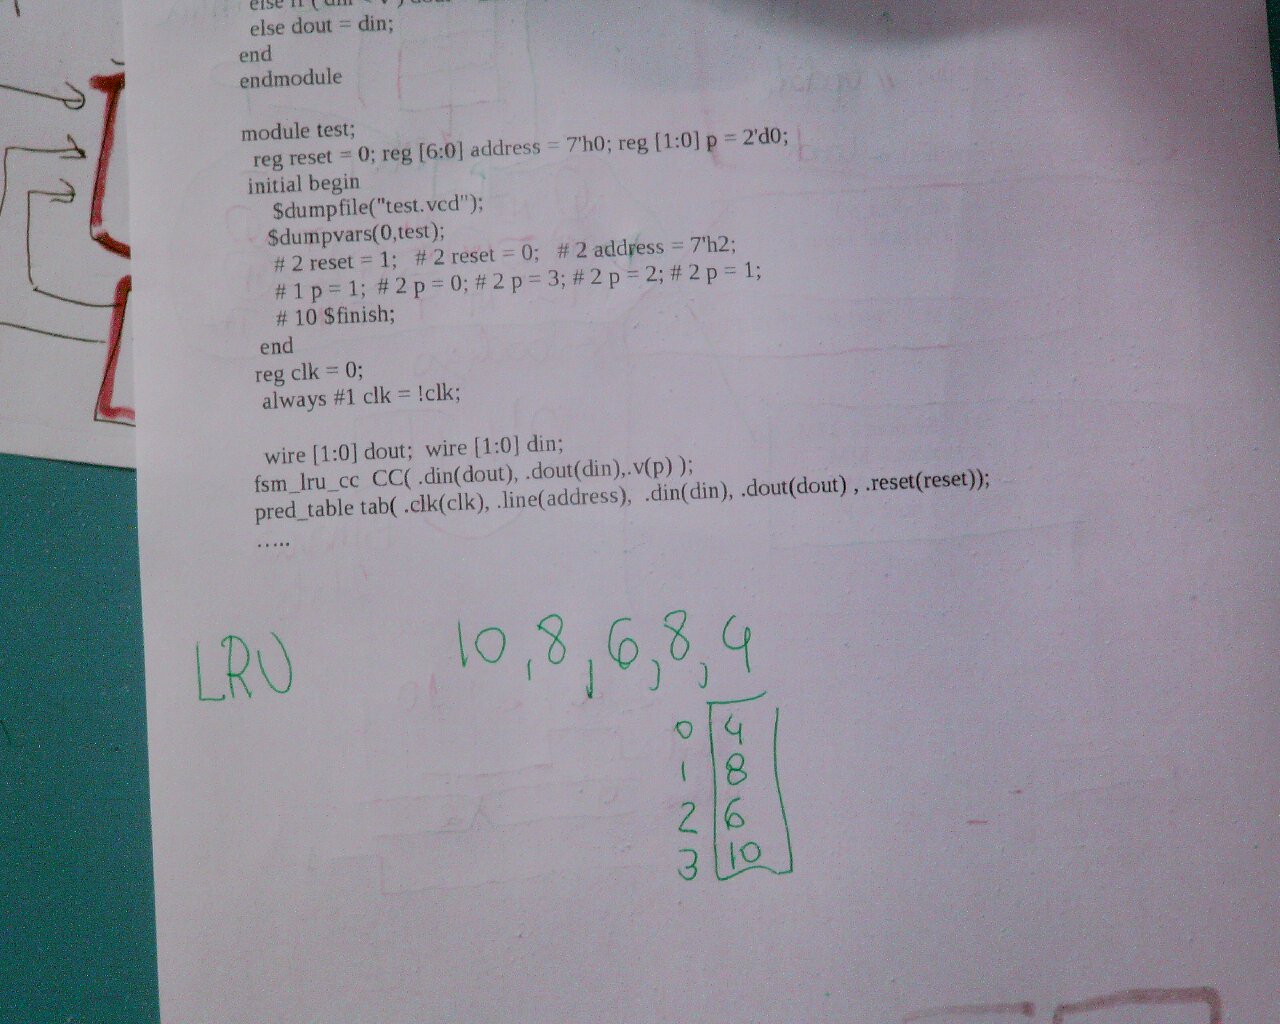 else dout = din;
end
endmodule
module test;
reg reset = 0; reg [6:0] address = 7'h0; reg [1:0] p = 2'd0;
initial begin
$dumpfile("test.vcd");
$dumpvars(0,test);
# 2 reset = 1; # 2 reset = 0; # 2 address = 7'h2;
# 1 p = 1; # 2 p = 0; # 2 p = 3; # 2 p = 2; # 2 p = 1;
# 10 $finish;
end
reg clk = 0;
always #1 clk = !clk;
wire [1:0] dout; wire [1:0] din;
fsm_lru_cc CC( .din(dout), .dout(din),.v(p) );
pred_table tab( .clk(clk), .line(address), .din(din), .dout(dout) , .reset(reset));
.....
LRU 10,8,6,8,4
0 4
1 8
2 6
3 10